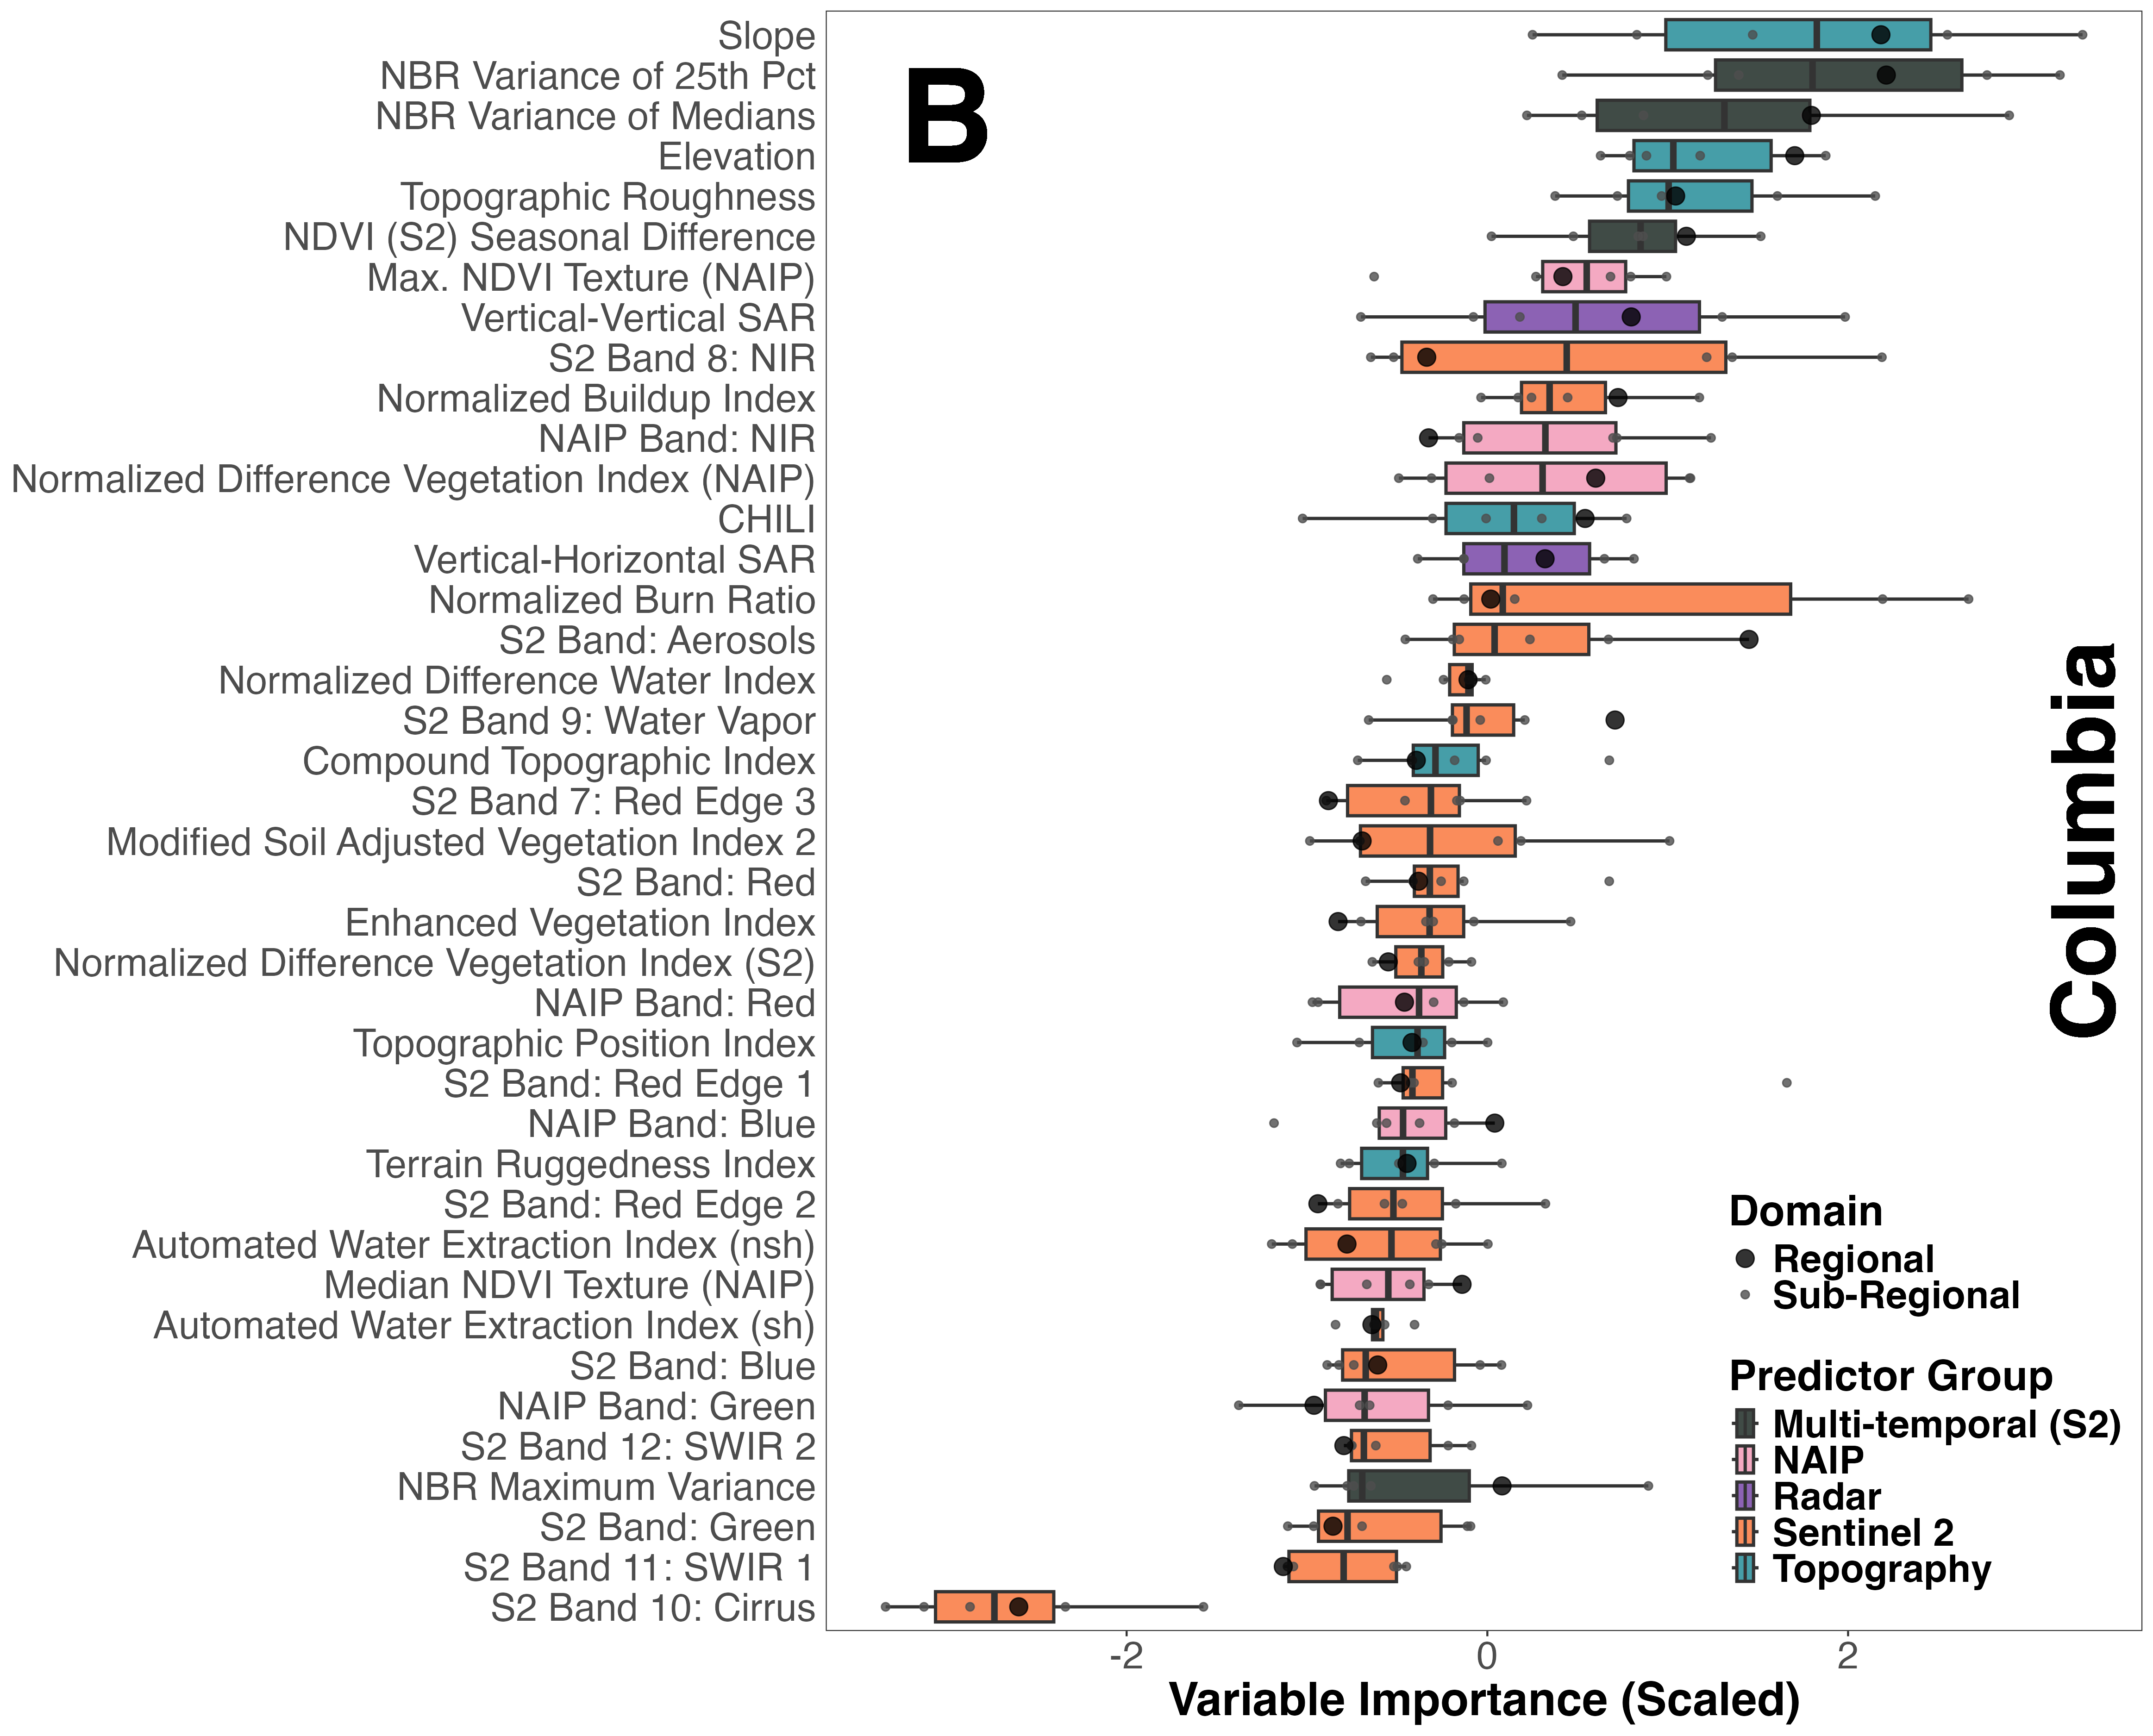 Slope
NBR Variance of 25th Pct
NBR Variance of Medians
Elevation
Topographic Roughness
NDVI (S2) Seasonal Difference
Max. NDVI Texture (NAIP)
Vertical-Vertical SAR
S2 Band 8: NIR
Normalized Buildup Index
NAIP Band: NIR
Normalized Difference Vegetation Index (NAIP)
CHILI
Vertical-Horizontal SAR
Normalized Burn Ratio
S2 Band: Aerosols
Normalized Difference Water Index
S2 Band 9: Water Vapor
Compound Topographic Index
S2 Band 7: Red Edge 3
Modified Soil Adjusted Vegetation Index 2
S2 Band: Red
Enhanced Vegetation Index
Normalized Difference Vegetation Index (S2)
NAIP Band: Red
Topographic Position Index
S2 Band: Red Edge 1
NAIP Band: Blue
Terrain Ruggedness Index
S2 Band: Red Edge 2
Automated Water Extraction Index (nsh)
Median NDVI Texture (NAIP)
Automated Water Extraction Index (sh)
S2 Band: Blue
NAIP Band: Green
S2 Band 12: SWIR 2
NBR Maximum Variance
S2 Band: Green
S2 Band 11: SWIR 1
S2 Band 10: Cirrus
B
Columbia
Domain
Regional
Sub-Regional
Predictor Group
Multi-temporal (S2)
NAIP
Radar
Sentinel 2
Topography
-2 0 2
Variable Importance (Scaled)